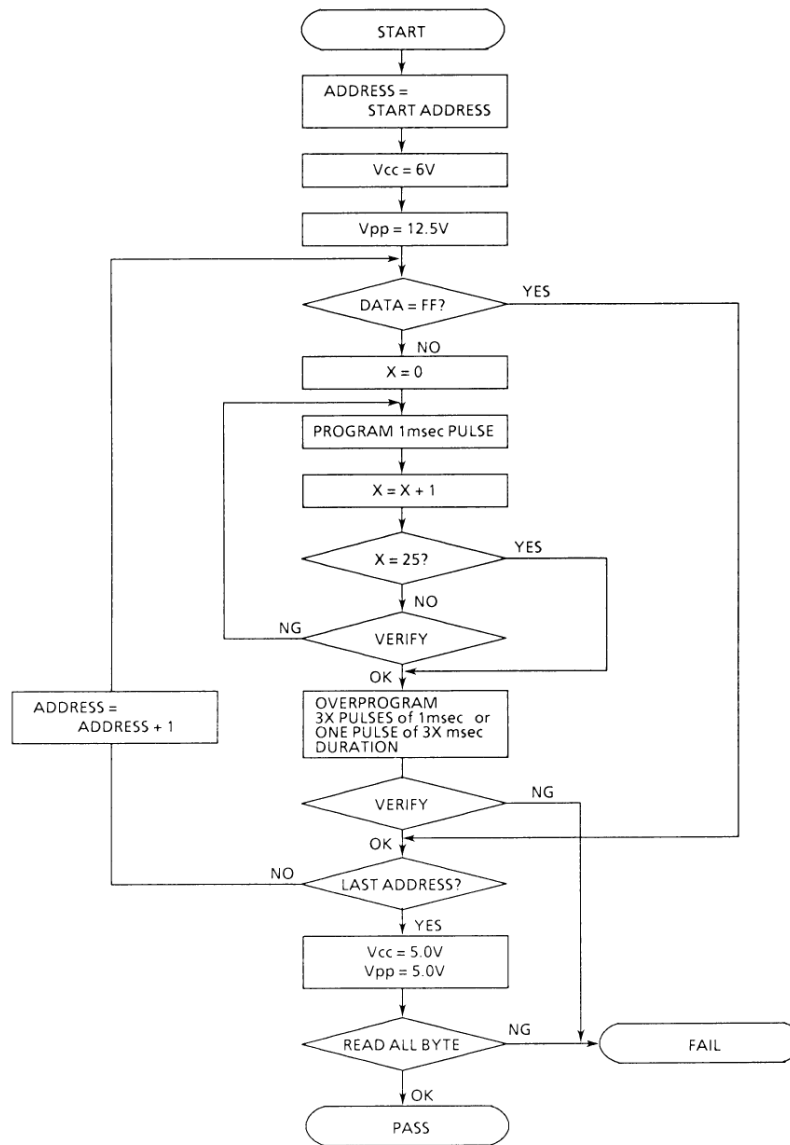 START
ADDRESS =
START ADDRESS
Vcc = 6V
Vpp = 12.5V
DATA = FF?
YES
NO
X = 0
PROGRAM 1msec PULSE
X = X + 1
X = 25?
YES
NO
NG
VERIFY
OK
OVERPROGRAM
3X PULSES of 1msec or
ONE PULSE of 3X msec
DURATION
ADDRESS =
ADDRESS + 1
VERIFY
NG
OK
NO
LAST ADDRESS?
YES
Vcc = 5.0V
Vpp = 5.0V
READ ALL BYTE
NG
FAIL
OK
PASS